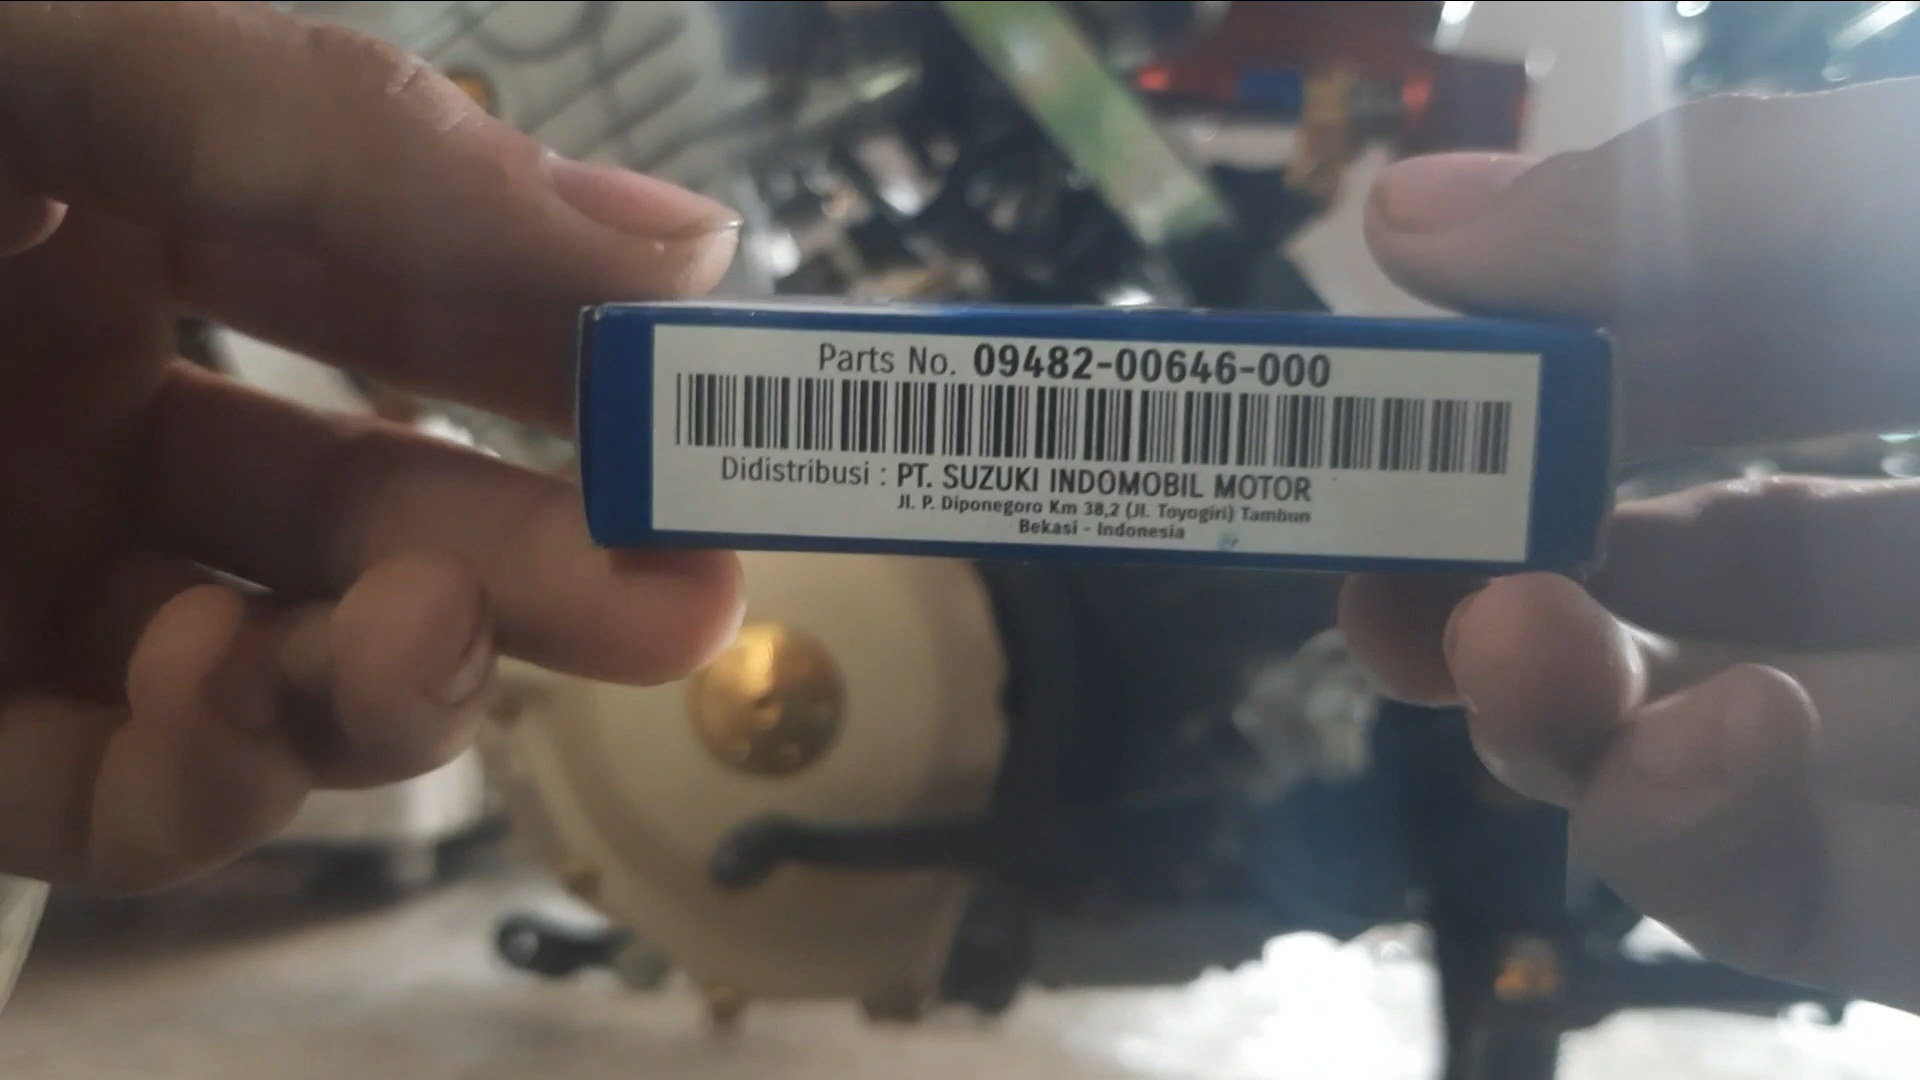 Parts No. 09482-00646-000
Didistribusi : PT. SUZUKI INDOMOBIL MOTOR
Jl. P. Diponegoro Km 38,2 (Jl. Toyogiri) Tambun
Bekasi - Indonesia